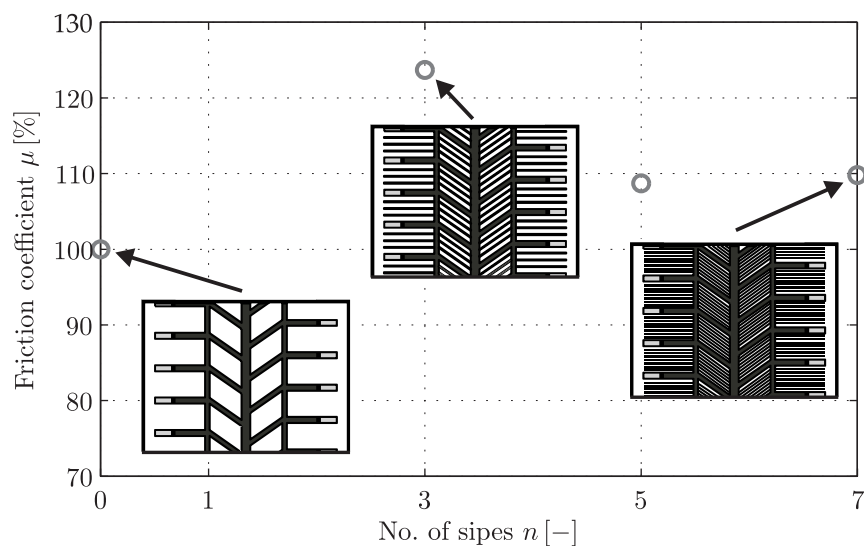 130
120
110
100
90
80
70
Friction coefficient μ [%]
0 1 3 5 7
No. of sipes n [−]